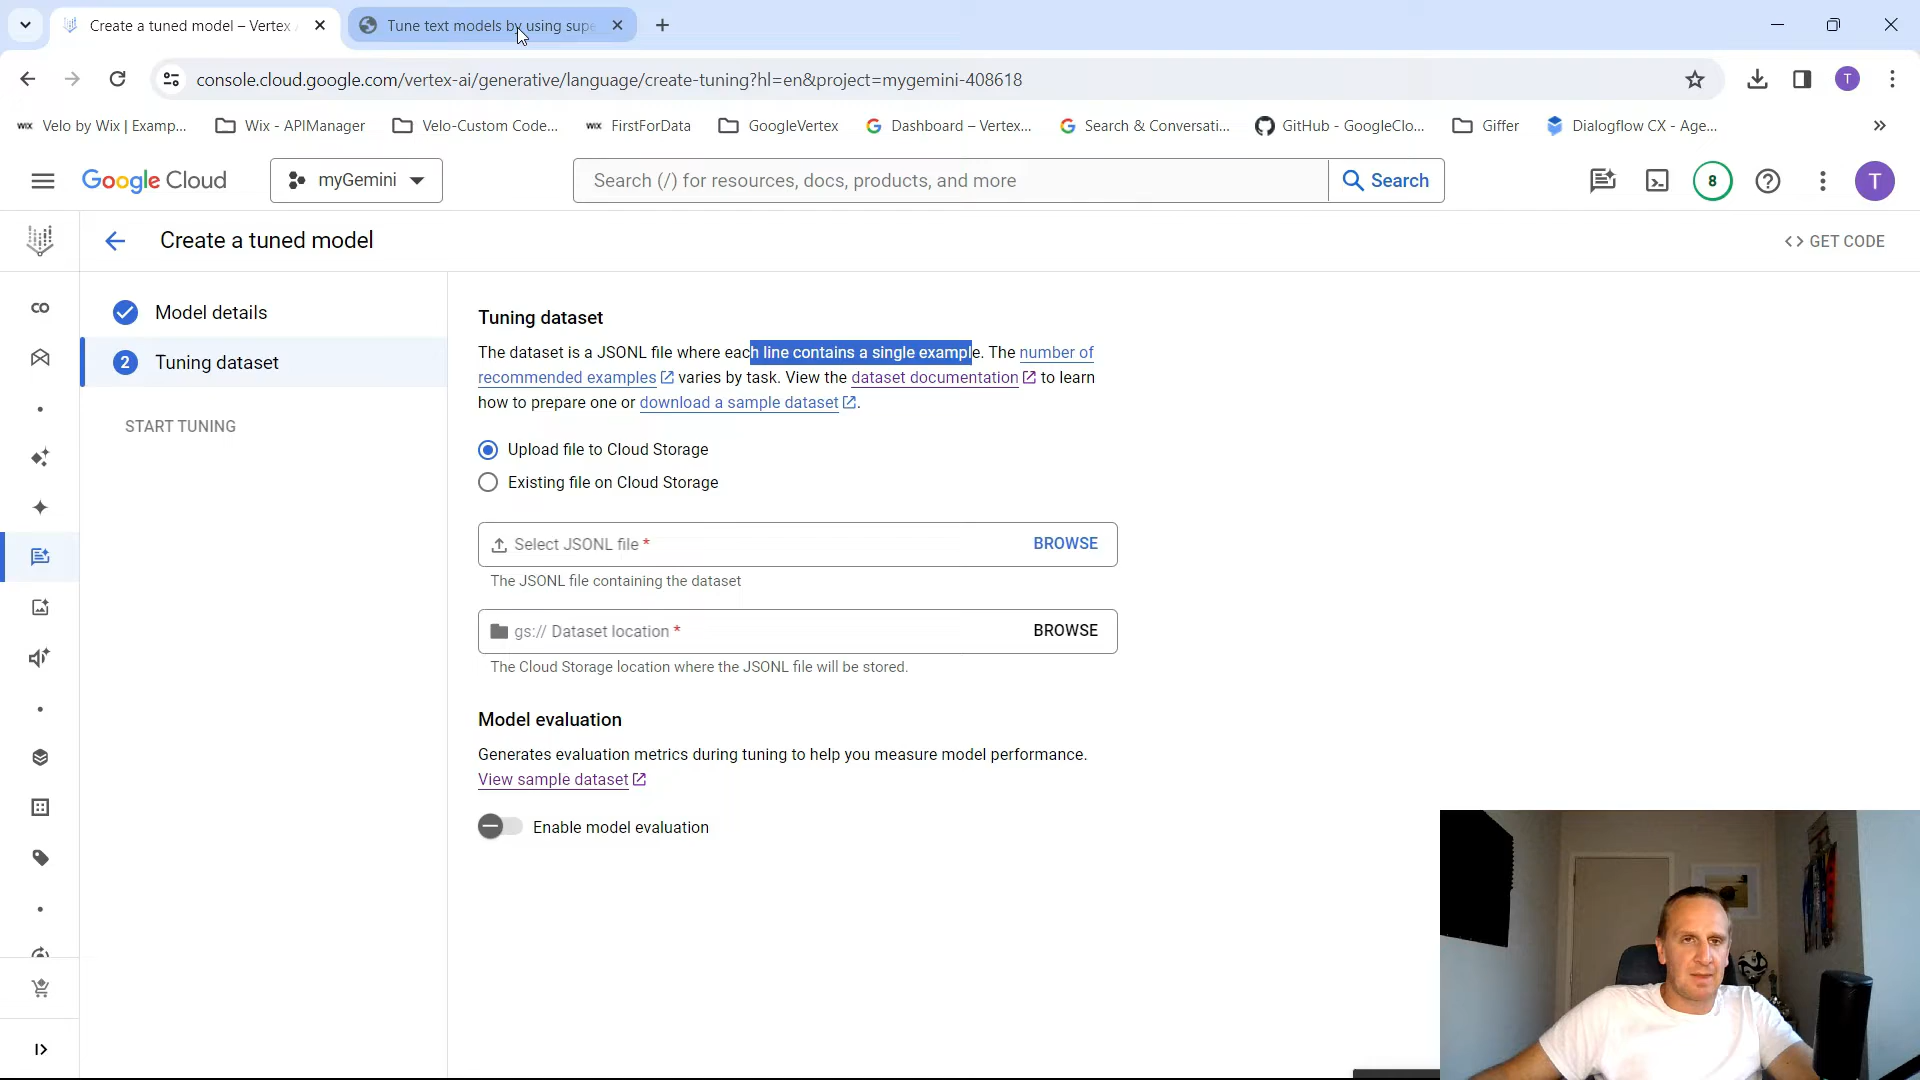 Create a tuned model – Vertex A
Tune text models by using supe
console.cloud.google.com/vertex-ai/generative/language/create-tuning?hl=en&project=mygemini-408618
T
WIX Velo by Wix | Examp...
Wix - APIManager
Velo-Custom Code...
WIX FirstForData
GoogleVertex
Dashboard – Vertex...
Search & Conversati...
GitHub - GoogleClo...
Giffer
Dialogflow CX - Age...
Google Cloud
myGemini
Search (/) for resources, docs, products, and more
Search
8
T
Create a tuned model
GET CODE
Model details
2 Tuning dataset
START TUNING
Tuning dataset
The dataset is a JSONL file where each line contains a single example. The number of
recommended examples varies by task. View the dataset documentation to learn
how to prepare one or download a sample dataset.
Upload file to Cloud Storage
Existing file on Cloud Storage
Select JSONL file *
BROWSE
The JSONL file containing the dataset
gs:// Dataset location *
BROWSE
The Cloud Storage location where the JSONL file will be stored.
Model evaluation
Generates evaluation metrics during tuning to help you measure model performance.
View sample dataset
Enable model evaluation